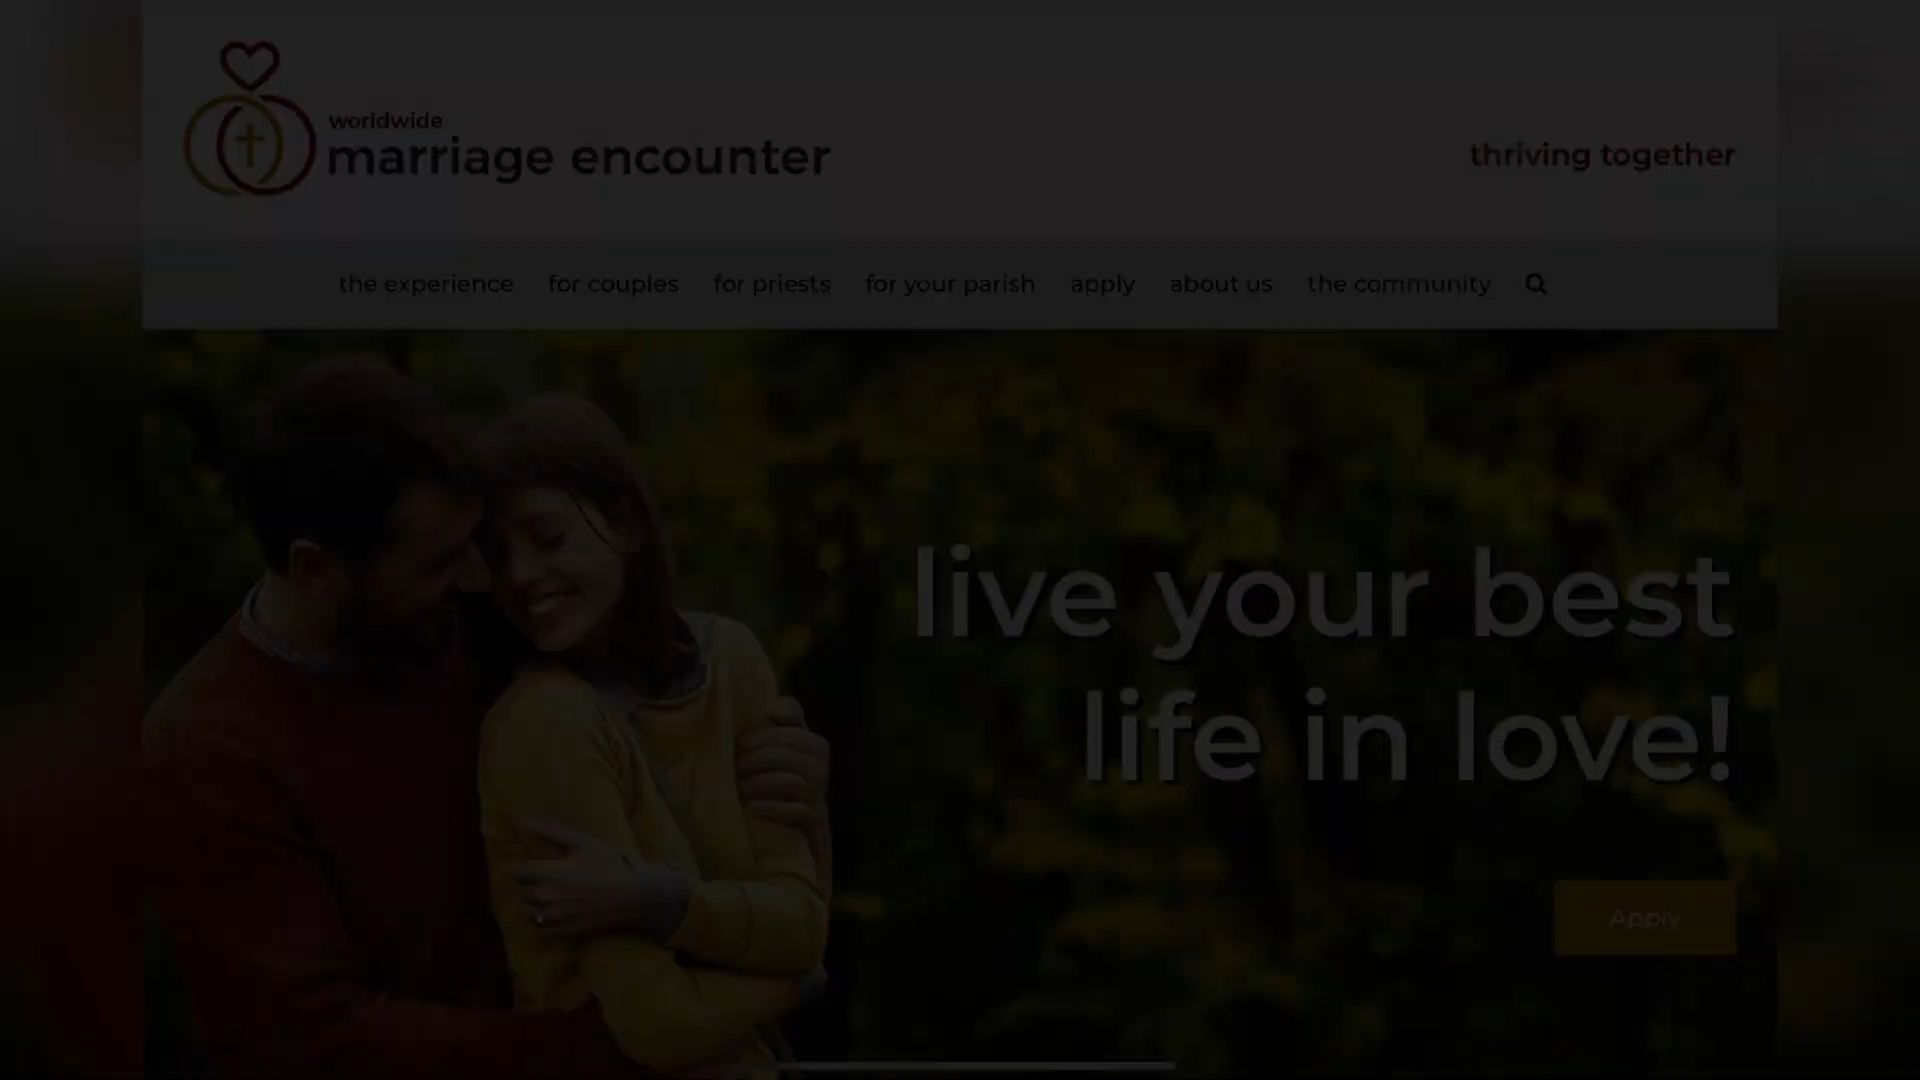 worldwide
marriage encounter
thriving together
the experience for couples for priests for your parish apply about us the community
live your best
life in love!
Apply